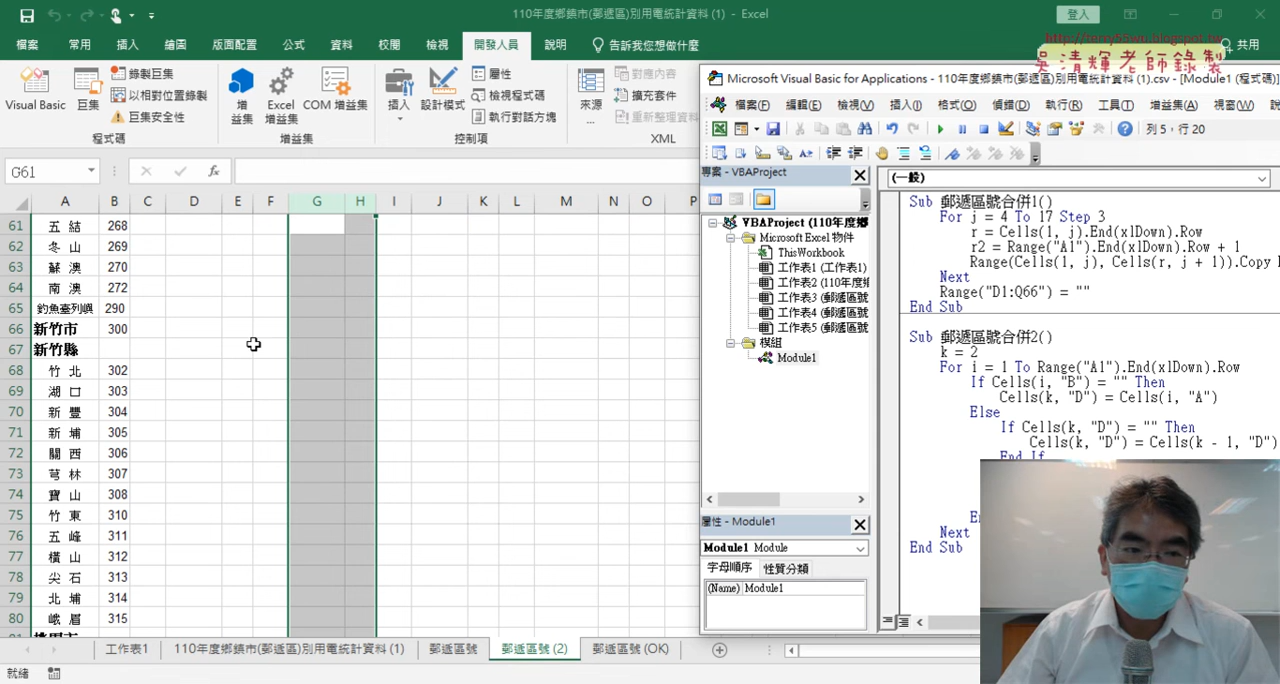 110年度鄉鎮市(郵遞區)別用電統計資料 (1) - Excel
登入
檔案 常用 插入 繪圖 版面配置 公式 資料 校閱 檢視 開發人員 說明 告訴我您想做什麼 共用
http://terry55wu.blogspot.tw
吳清輝老師錄製
Visual Basic 巨集 錄製巨集 以相對位置錄製 巨集安全性 增益集 Excel 增益集 COM 增益集 插入 設計模式 屬性 檢視程式碼 執行對話方塊 來源 對應內容 擴充套件 重新整理資料
程式碼 增益集 控制項 XML
G61
fx
A B C D E F G H I J K L M N O P
61 五 結 268
62 冬 山 269
63 蘇 澳 270
64 南 澳 272
65 釣魚臺列嶼 290
66 新竹市 300
67 新竹縣
68 竹 北 302
69 湖 口 303
70 新 豐 304
71 新 埔 305
72 關 西 306
73 芎 林 307
74 寶 山 308
75 竹 東 310
76 五 峰 311
77 橫 山 312
78 尖 石 313
79 北 埔 314
80 峨 眉 315
工作表1 110年度鄉鎮市(郵遞區)別用電統計資料 (1) 郵遞區號 郵遞區號 (2) 郵遞區號 (OK)
就緒
Microsoft Visual Basic for Applications - 110年度鄉鎮市(郵遞區)別用電統計資料 (1).csv - [Module1 (程式碼)]
檔案(F) 編輯(E) 檢視(V) 插入(I) 格式(O) 偵錯(D) 執行(R) 工具(T) 增益集(A) 視窗(W) 說
列 5，行 20
專案 - VBAProject
VBAProject (110年度鄉
Microsoft Excel 物件
ThisWorkbook
工作表1 (工作表1)
工作表2 (110年度鄉
工作表3 (郵遞區號
工作表4 (郵遞區號
工作表5 (郵遞區號
模組
Module1
屬性 - Module1
Module1 Module
字母順序 性質分類
(Name) Module1
(一般)
Sub 郵遞區號合併1()
For j = 4 To 17 Step 3
r = Cells(1, j).End(xlDown).Row
r2 = Range("A1").End(xlDown).Row + 1
Range(Cells(1, j), Cells(r, j + 1)).Copy
Next
Range("D1:Q66") = ""
End Sub
Sub 郵遞區號合併2()
k = 2
For i = 1 To Range("A1").End(xlDown).Row
If Cells(i, "B") = "" Then
Cells(k, "D") = Cells(i, "A")
Else
If Cells(k, "D") = "" Then
Cells(k, "D") = Cells(k - 1, "D")
End If
Next
End Sub